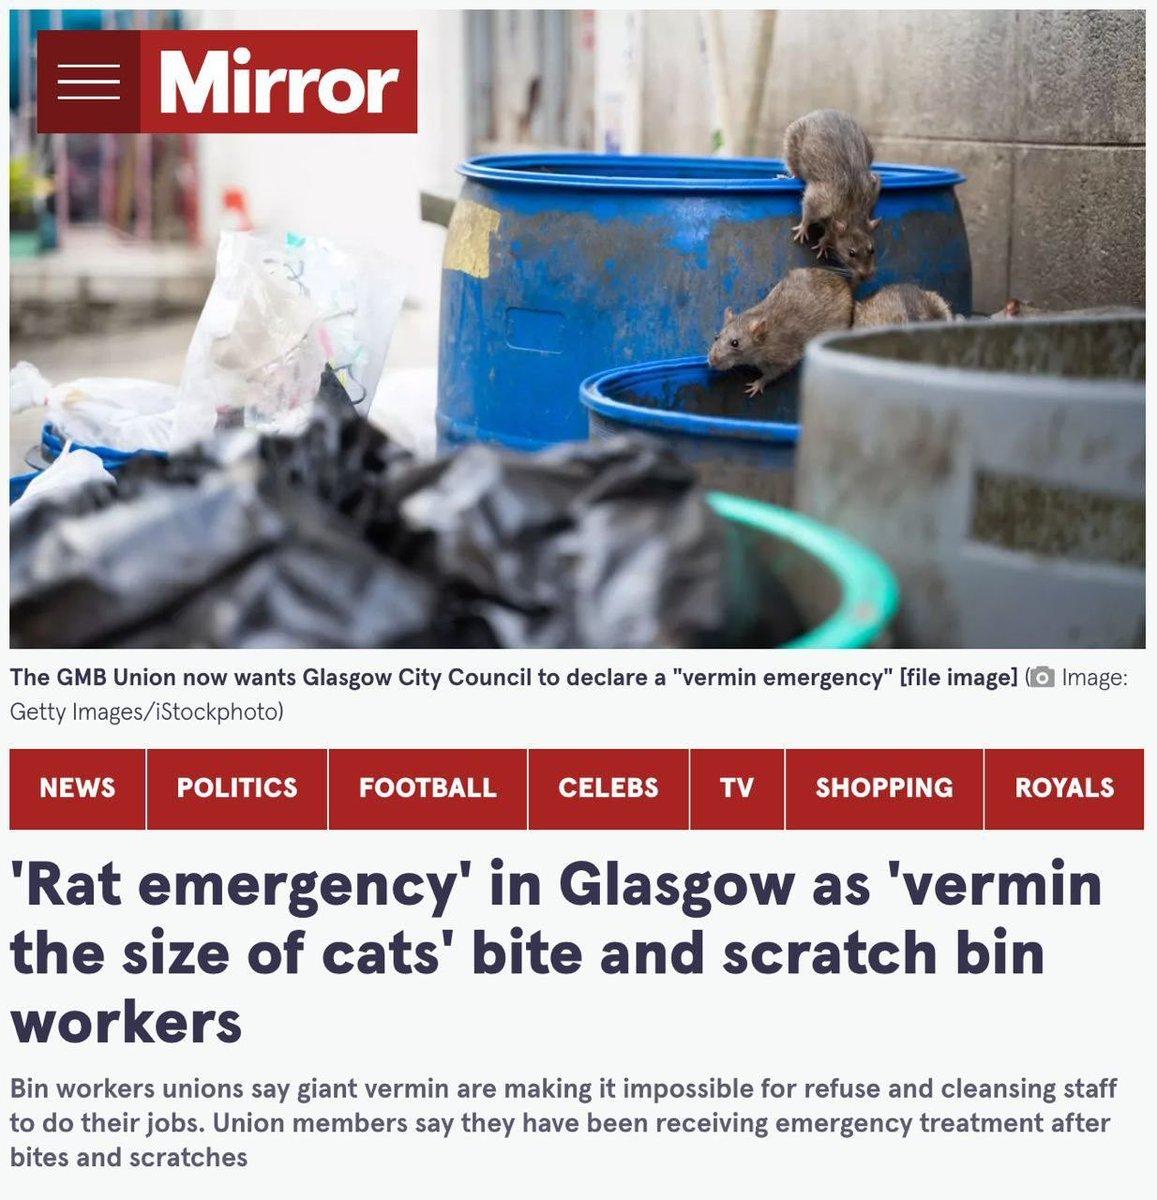 Mirror
The GMB Union now wants Glasgow City Council to declare a "vermin emergency" [file image] ( Image:
Getty Images/iStockphoto)
NEWS POLITICS FOOTBALL CELEBS TV SHOPPING ROYALS
'Rat emergency' in Glasgow as 'vermin
the size of cats' bite and scratch bin
workers
Bin workers unions say giant vermin are making it impossible for refuse and cleansing staff
to do their jobs. Union members say they have been receiving emergency treatment after
bites and scratches